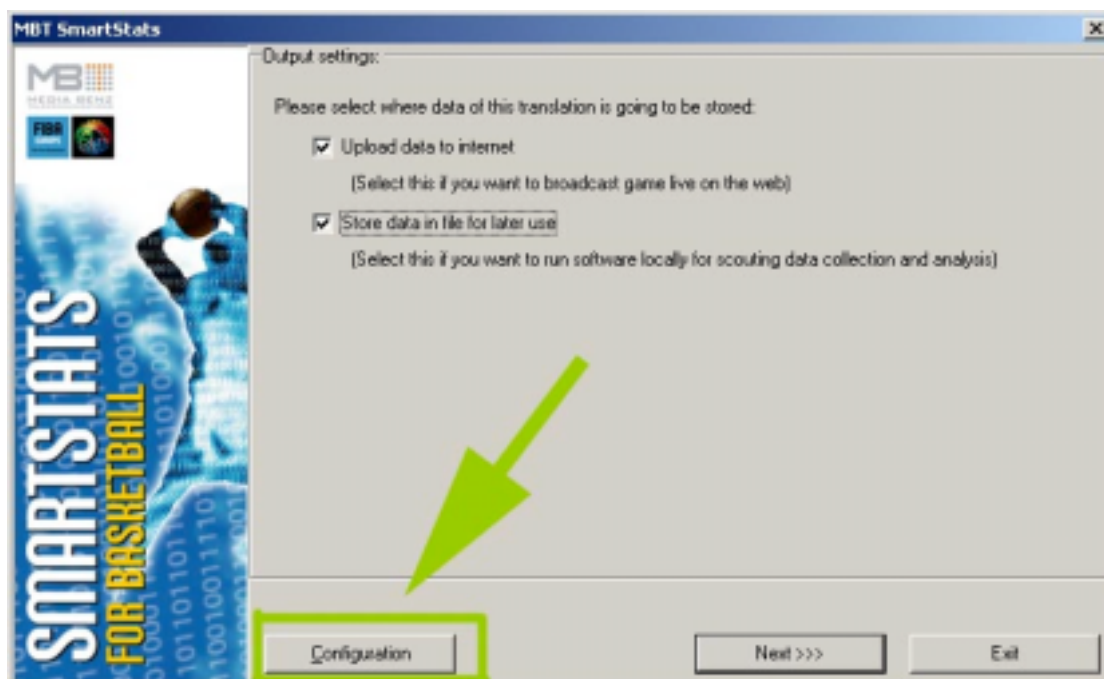 MBT SmartStats
MB
MEDIA BENZ
FIBA
EUROPE
SMARTSTATS
FOR BASKETBALL
Output settings:
Please select where data of this translation is going to be stored:
Upload data to internet
(Select this if you want to broadcast game live on the web)
Store data in file for later use
(Select this if you want to run software locally for scouting data collection and analysis)
Configuration
Next >>>
Exit